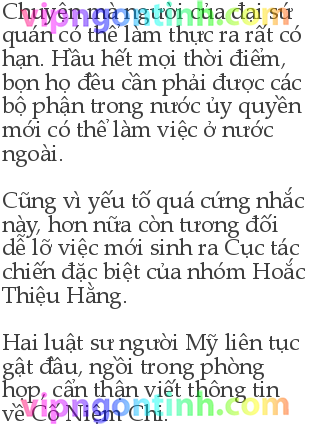 Chuyện mà người của đại sứ
quán có thể làm thực ra rất có
hạn. Hầu hết mọi thời điểm,
bọn họ đều cần phải được các
bộ phận trong nước ủy quyền
mới có thể làm việc ở nước
ngoài.
Cũng vì yếu tố quá cứng nhắc
này, hơn nữa còn tương đối
dễ lỡ việc mới sinh ra Cục tác
chiến đặc biệt của nhóm Hoắc
Thiệu Hằng.
Hai luật sư người Mỹ liên tục
gật đầu, ngồi trong phòng
họp, cẩn thận viết thông tin
về Cố Niệm Chi.
vipngontinh.com
vipngontinh.com